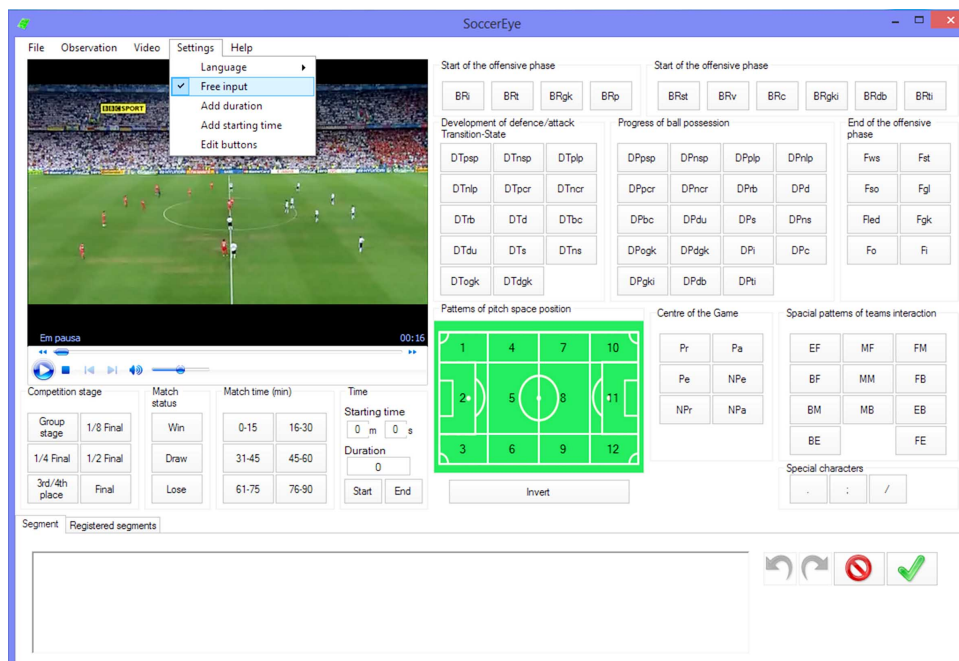 SoccerEye
File Observation Video Settings Help
Language
Free input
Add duration
Add starting time
Edit buttons
BBC SPORT
Em pausa 00:16
Start of the offensive phase
BRi BRt BRgk BRp
Start of the offensive phase
BRst BRv BRc BRgki BRdb BRti
Development of defence/attack
Transition-State
DTpsp DTnsp DTplp
DTnlp DTpcr DTncr
DTrb DTd DTbc
DTdu DTs DTns
DTogk DTdgk
Progress of ball possession
DPpsp DPnsp DPplp DPnlp
DPpcr DPncr DPrb DPd
DPbc DPdu DPs DPns
DPogk DPdgk DPi DPc
DPgki DPdb DPti
End of the offensive
phase
Fws Fst
Fso Fgl
Fled Fgk
Fo Fi
Patterns of pitch space position
1 4 7 10
2 5 8 11
3 6 9 12
Invert
Centre of the Game
Pr Pa
Pe NPe
NPr NPa
Spacial patterns of teams interaction
EF MF FM
BF MM FB
BM MB EB
BE FE
Special characters
. ; /
Competition stage
Group
stage
1/8 Final
1/4 Final 1/2 Final
3rd/4th
place
Final
Match
status
Win
Draw
Lose
Match time (min)
0-15 16-30
31-45 45-60
61-75 76-90
Time
Starting time
0 m 0 s
Duration
0
Start End
Segment Registered segments